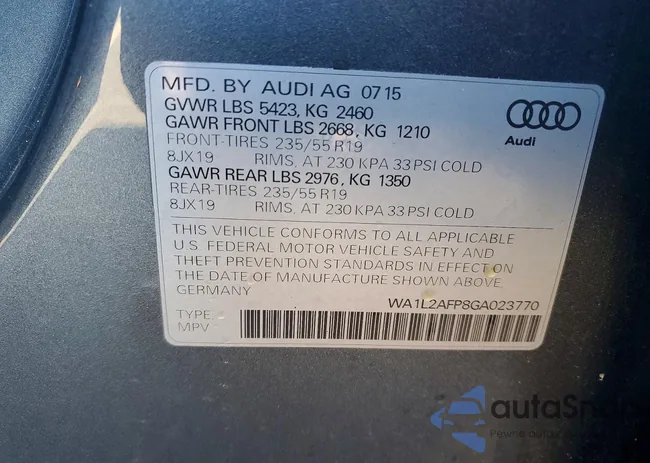 MFD. BY AUDI AG 07 15
GVWR LBS 5423, KG 2460
GAWR FRONT LBS 2668, KG 1210
FRONT-TIRES 235/55 R19
8JX19 RIMS, AT 230 KPA 33 PSI COLD
GAWR REAR LBS 2976, KG 1350
REAR-TIRES 235/55 R19
8JX19 RIMS, AT 230 KPA 33 PSI COLD
Audi
THIS VEHICLE CONFORMS TO ALL APPLICABLE
U.S. FEDERAL MOTOR VEHICLE SAFETY AND
THEFT PREVENTION STANDARDS IN EFFECT ON
THE DATE OF MANUFACTURE SHOWN ABOVE
GERMANY
WA1L2AFP8GA023770
TYPE:
MPV
autaSnap
Pewne auta z